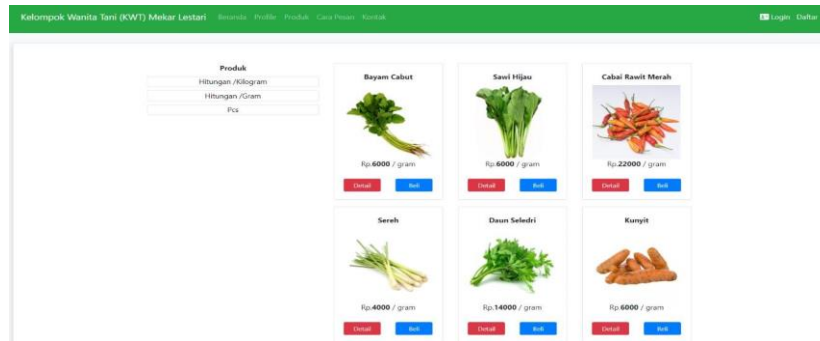 Kelompok Wanita Tani (KWT) Mekar Lestari Beranda Profile Produk Cara Pesan Kontak Login Daftar
Produk
Hitungan /Kilogram
Hitungan /Gram
Pcs
Bayam Cabut
Rp.6000 / gram
Detail Beli
Sawi Hijau
Rp.6000 / gram
Detail Beli
Cabai Rawit Merah
Rp.22000 / gram
Detail Beli
Sereh
Rp.4000 / gram
Detail Beli
Daun Seledri
Rp.14000 / gram
Detail Beli
Kunyit
Rp.6000 / gram
Detail Beli